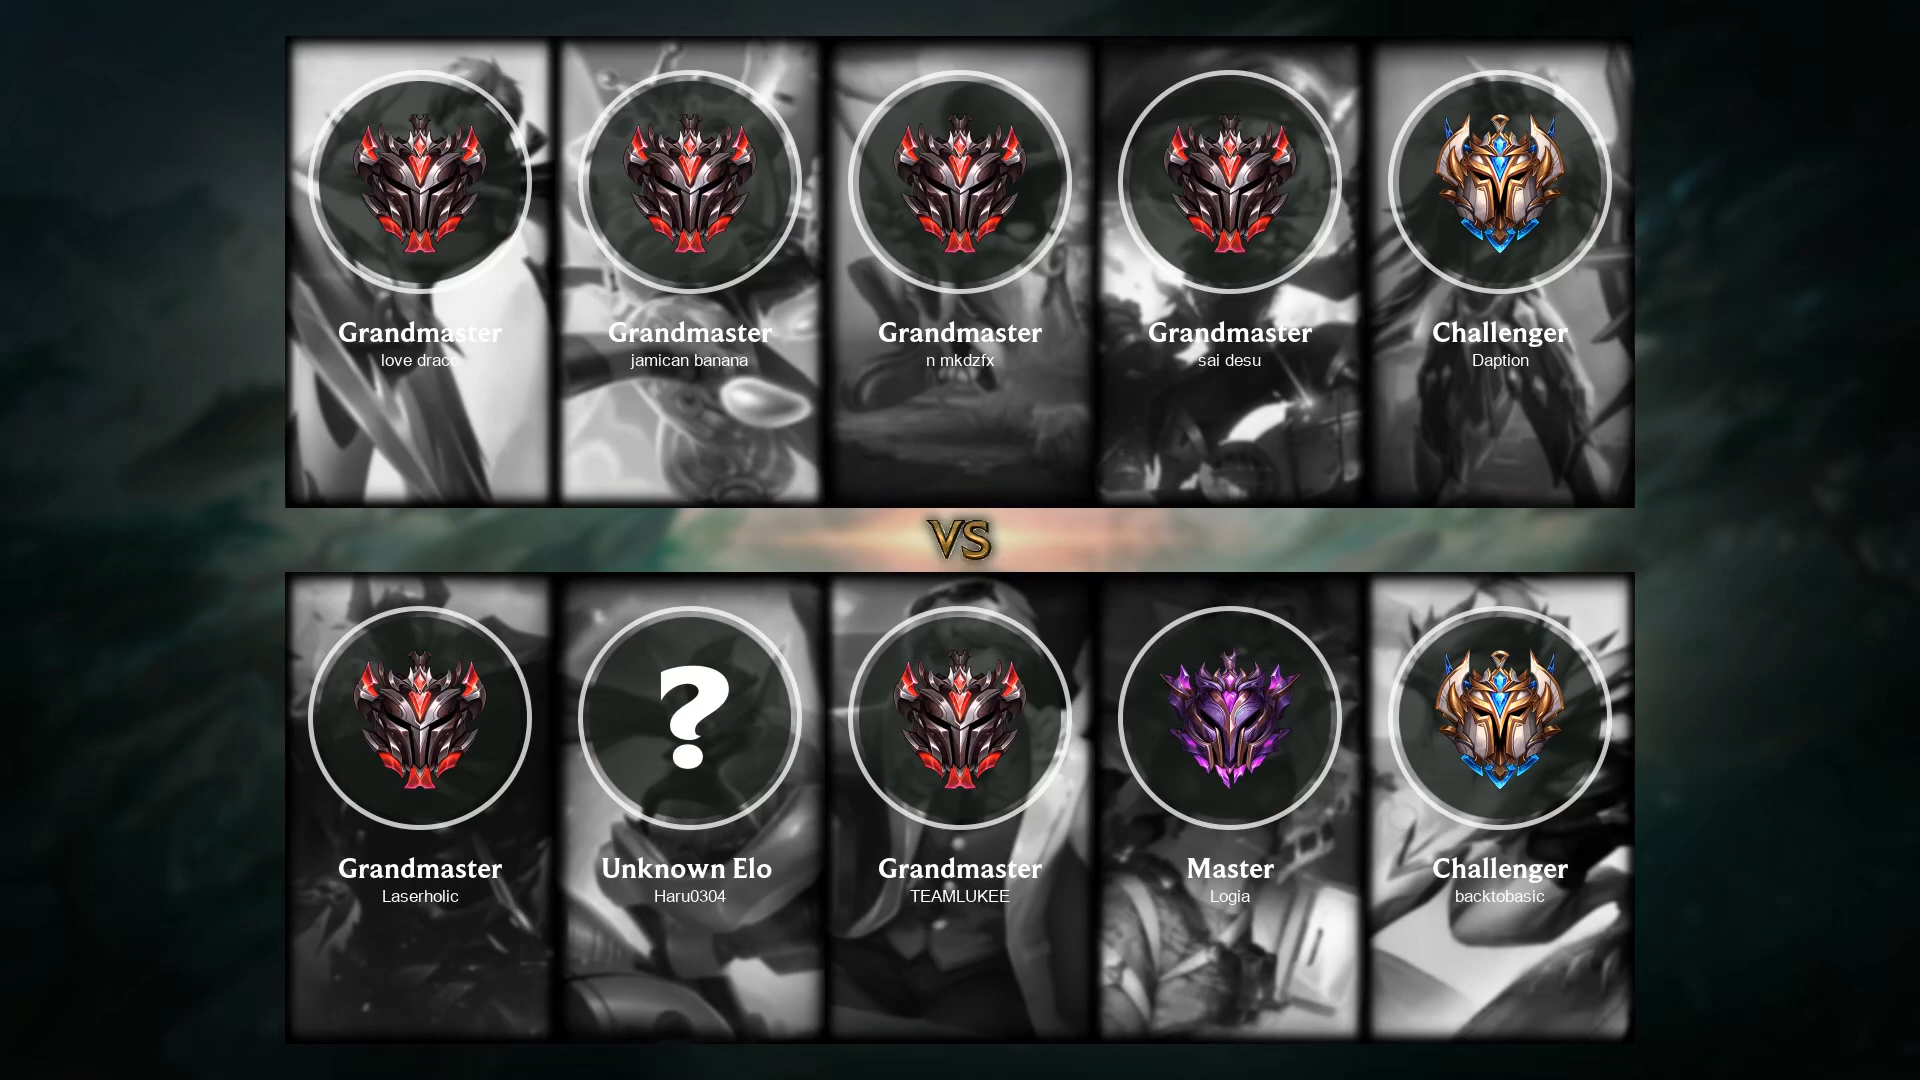 Grandmaster Grandmaster Grandmaster Grandmaster Challenger
love draco jamican banana n mkdzfx sai desu Daption
VS
?
Grandmaster Unknown Elo Grandmaster Master Challenger
Laserholic Haru0304 TEAMLUKEE Logia backtobasic